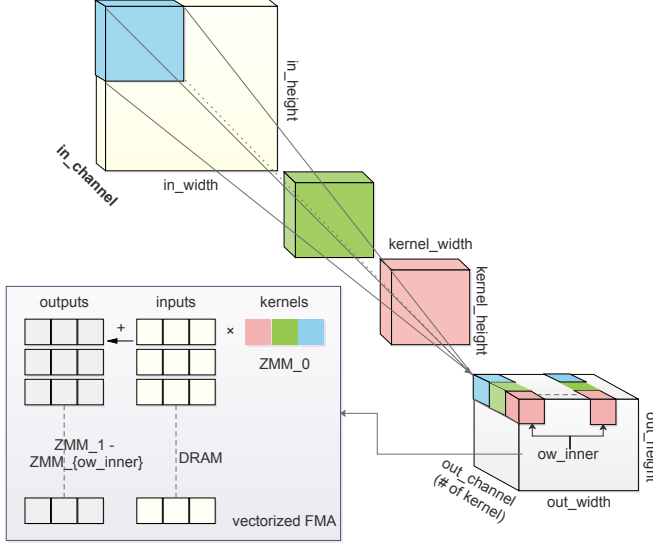 in_height
in_channel
in_width
kernel_width
kernel_height
outputs
inputs
kernels
+
×
ZMM_0
ZMM_1 -
ZMM_{ow_inner}
DRAM
vectorized FMA
ow_inner
out_height
out_channel
(# of kernel)
out_width